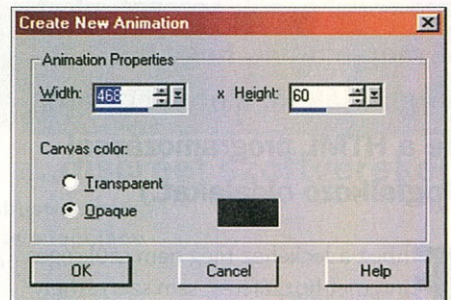 Create New Animation
Animation Properties
Width: 468 x Height: 60
Canvas color:
Transparent
Opaque
OK Cancel Help